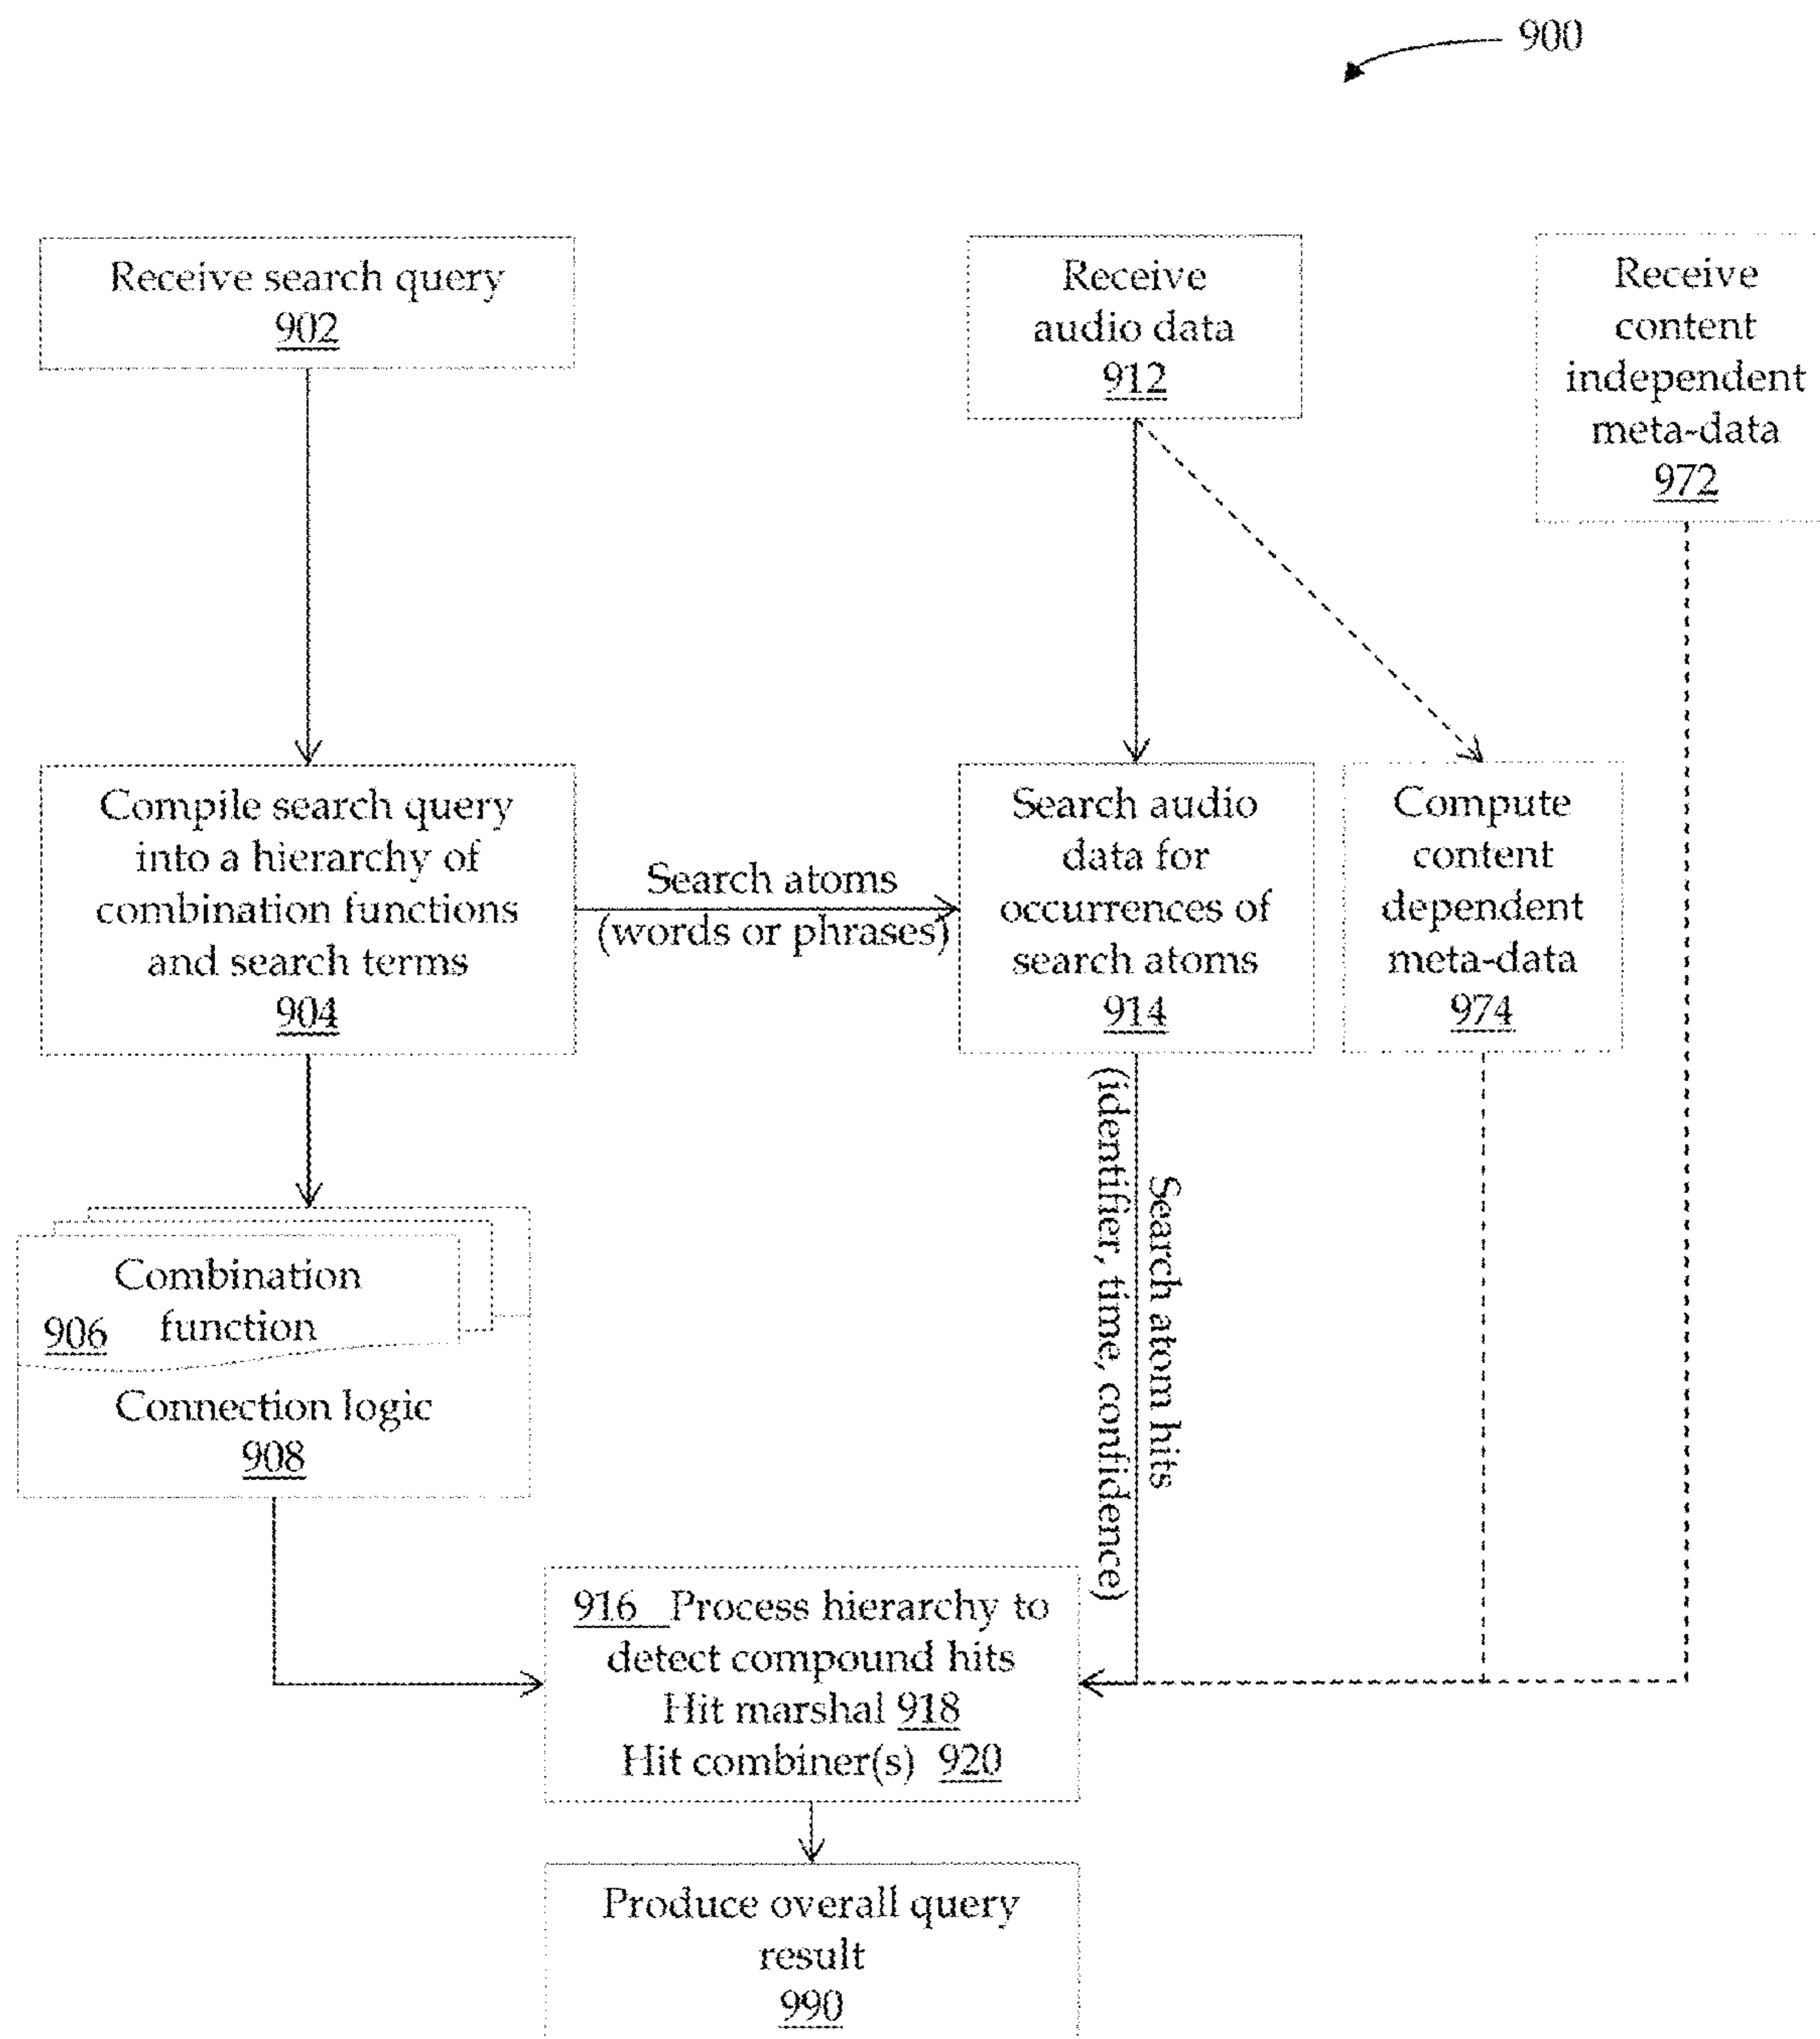 900
Receive search query
902
Receive
audio data
912
Receive
content
independent
meta-data
972
Compile search query
into a hierarchy of
combination functions
and search terms
904
Search atoms
(words or phrases)
Search audio
data for
occurrences of
search atoms
914
Compute
content
dependent
meta-data
974
Search atom hits
(identifier, time, confidence)
Combination
906 function
Connection logic
908
916 Process hierarchy to
detect compound hits
Hit marshal 918
Hit combiner(s) 920
Produce overall query
result
990